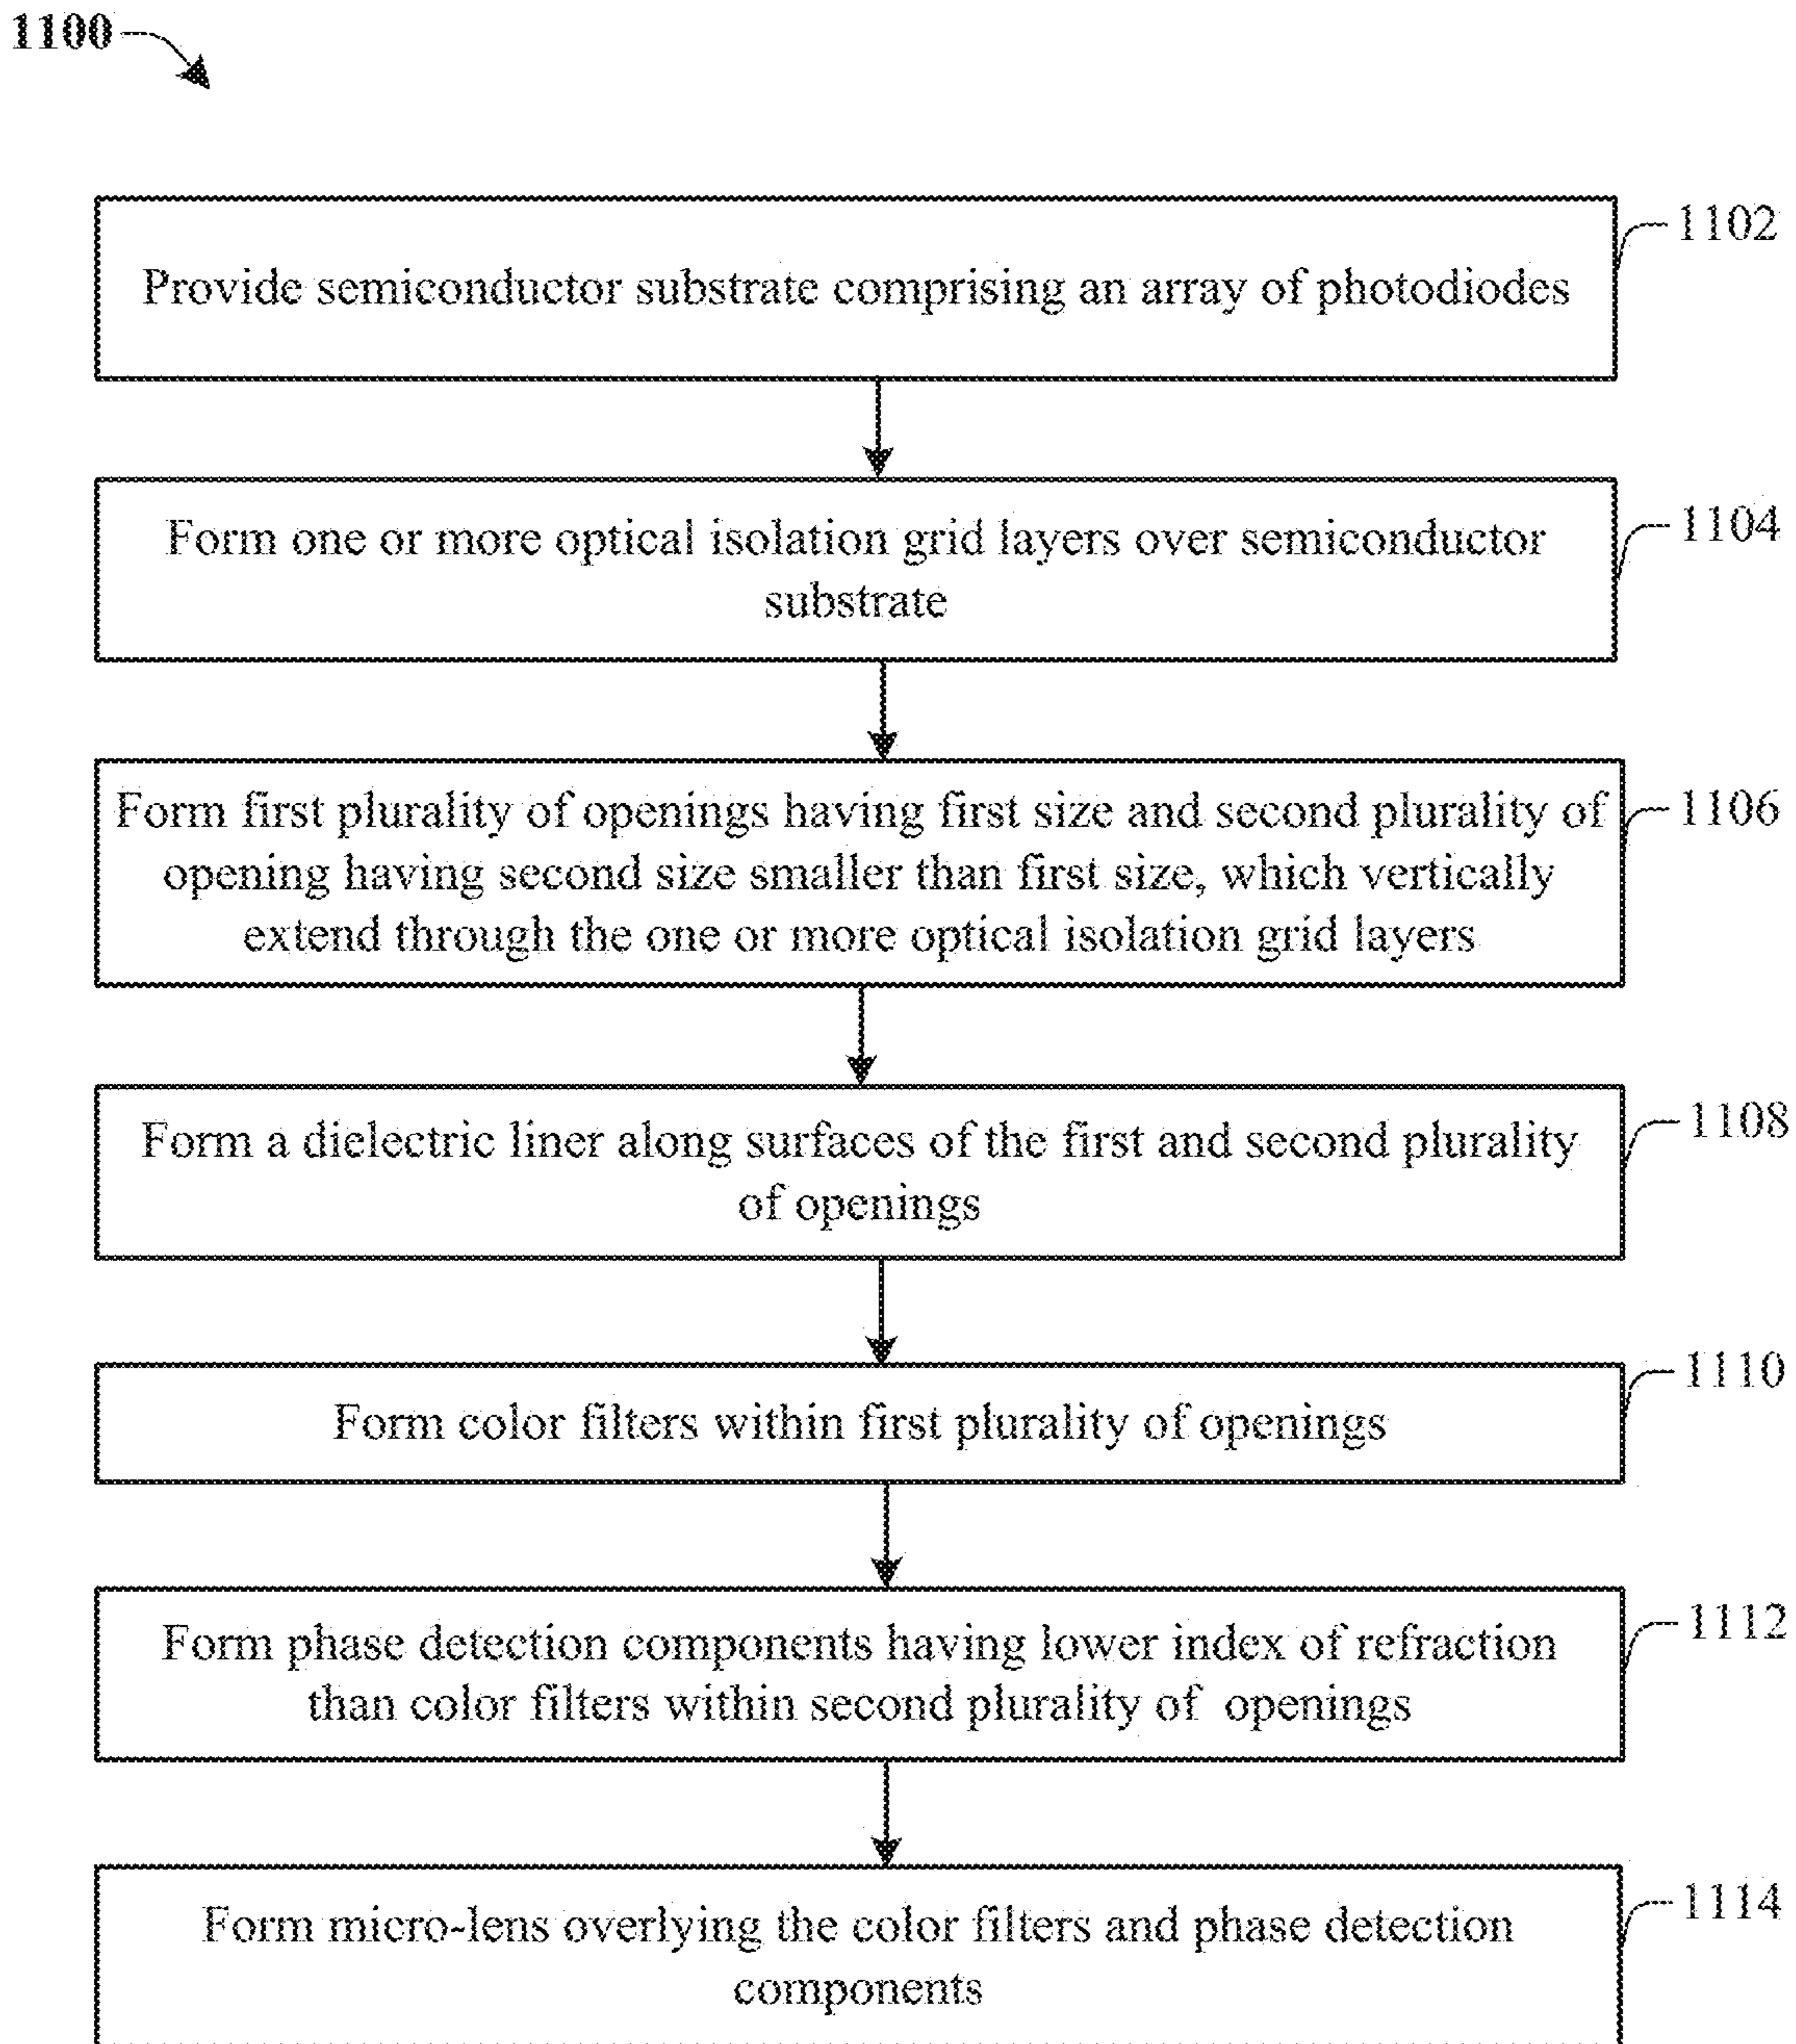 1100
1102
Provide semiconductor substrate comprising an array of photodiodes
1104
Form one or more optical isolation grid layers over semiconductor
substrate
1106
Form first plurality of openings having first size and second plurality of
opening having second size smaller than first size, which vertically
extend through the one or more optical isolation grid layers
1108
Form a dielectric liner along surfaces of the first and second plurality
of openings
1110
Form color filters within first plurality of openings
1112
Form phase detection components having lower index of refraction
than color filters within second plurality of openings
1114
Form micro-lens overlying the color filters and phase detection
components